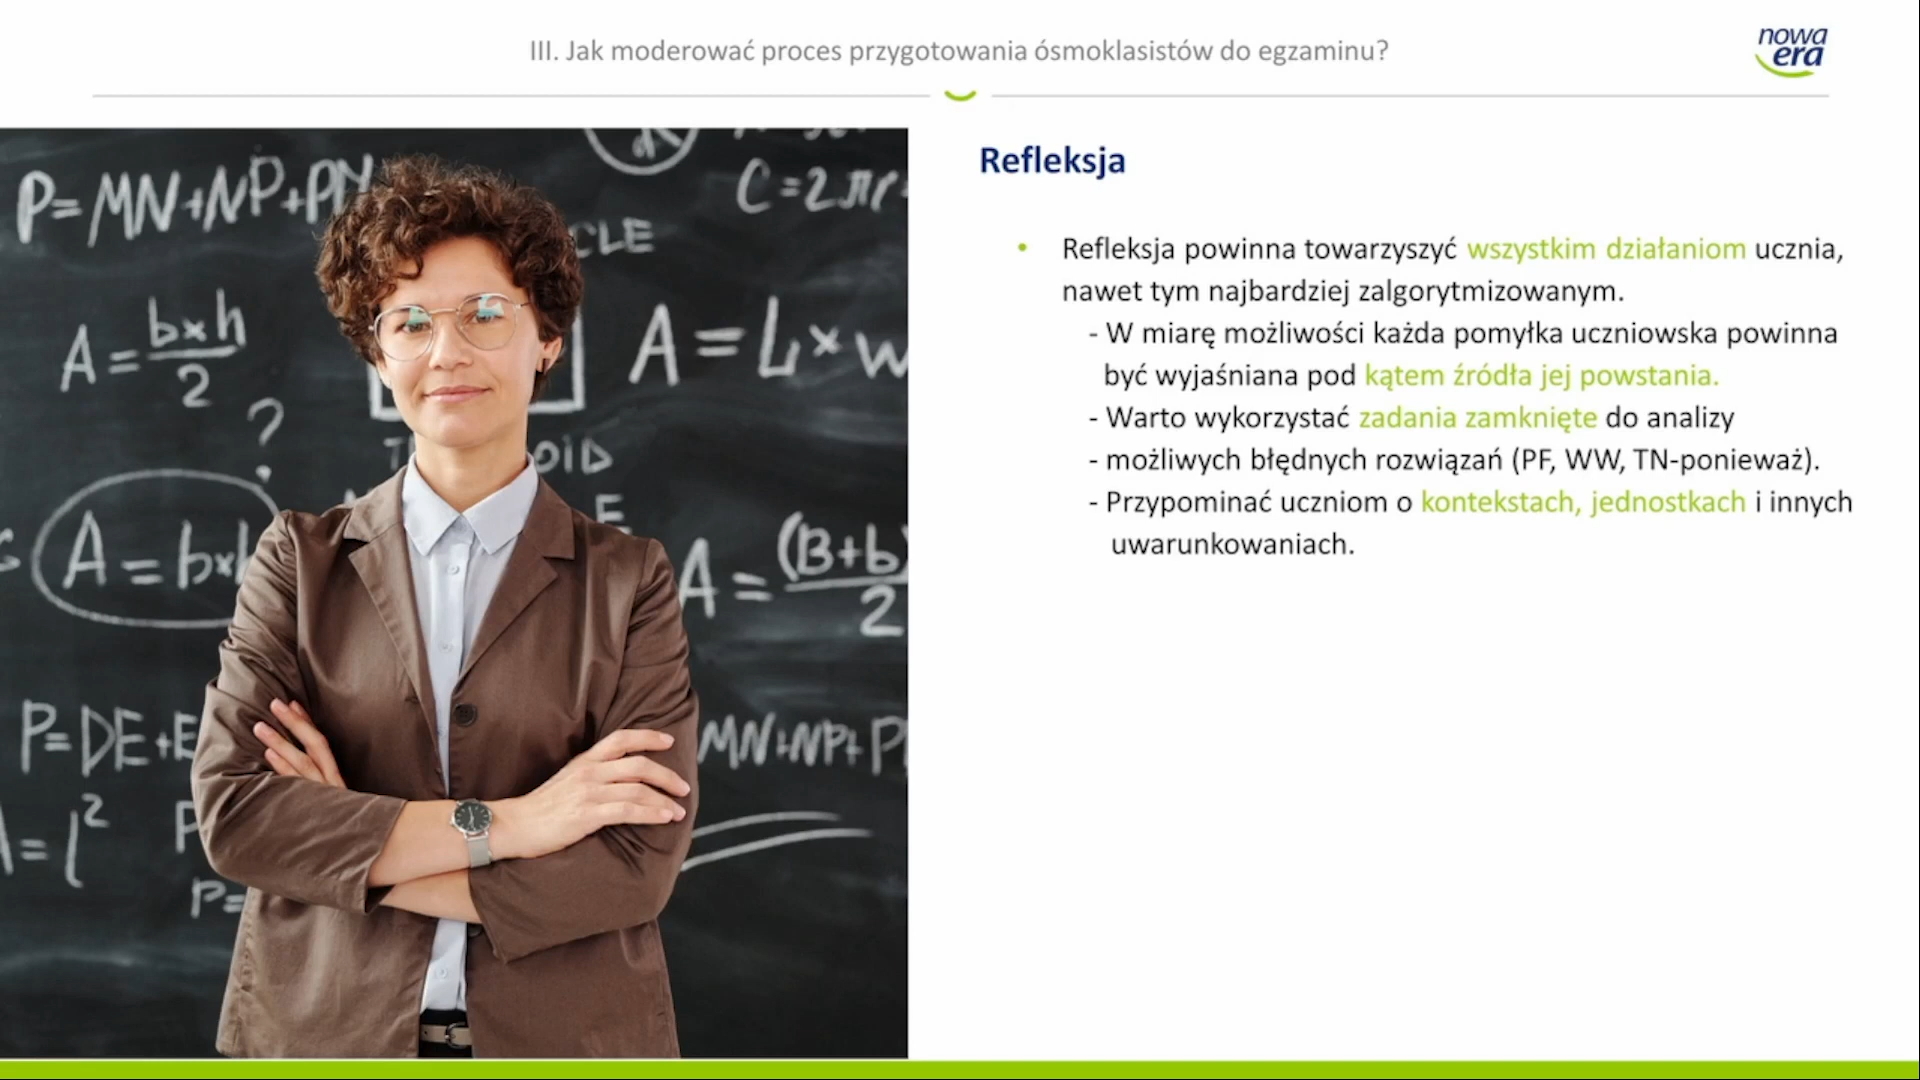 III. Jak moderować proces przygotowania ósmoklasistów do egzaminu?
nowa
era
Refleksja
• Refleksja powinna towarzyszyć wszystkim działaniom ucznia,
nawet tym najbardziej zalgorytmizowanym.
- W miarę możliwości każda pomyłka uczniowska powinna
być wyjaśniana pod kątem źródła jej powstania.
- Warto wykorzystać zadania zamknięte do analizy
- możliwych błędnych rozwiązań (PF, WW, TN-ponieważ).
- Przypominać uczniom o kontekstach, jednostkach i innych
uwarunkowaniach.
P=MN+NP+PN
C=2πr
CLE
A=b×h/2
A=L×w
?
OID
A=b×h
A=(B+b)/2
P=DE+E
MN+NP+P
=l²
P
P=